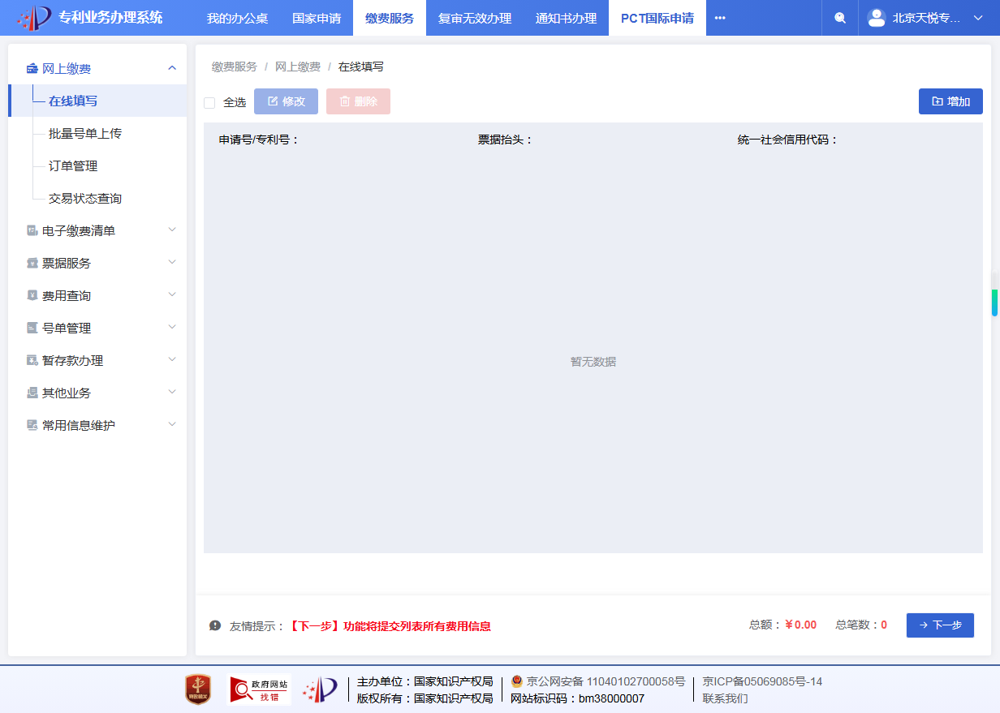 专利业务办理系统
我的办公桌
国家申请
缴费服务
复审无效办理
通知书办理
PCT国际申请
•••
北京天悦专...
网上缴费
在线填写
批量号单上传
订单管理
交易状态查询
电子缴费清单
票据服务
费用查询
号单管理
暂存款办理
其他业务
常用信息维护
缴费服务 / 网上缴费 / 在线填写
全选
修改
删除
增加
申请号/专利号：
票据抬头：
统一社会信用代码：
暂无数据
友情提示：【下一步】功能将提交列表所有费用信息
总额：￥0.00
总笔数：0
下一步
党政机关
政府网站
找错
主办单位：国家知识产权局
版权所有：国家知识产权局
京公网安备 11040102700058号
网站标识码：bm38000007
京ICP备05069085号-14
联系我们